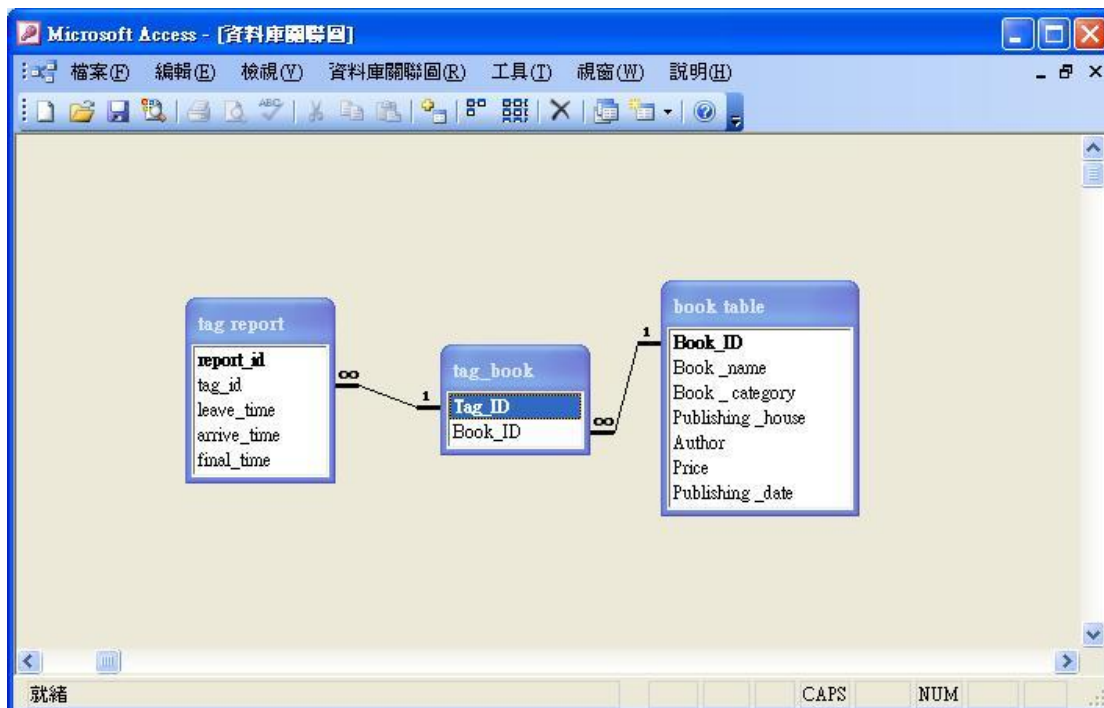 Microsoft Access - [資料庫關聯圖]
檔案(F) 編輯(E) 檢視(V) 資料庫關聯圖(R) 工具(T) 視窗(W) 說明(H)
ABC
tag report
report_id
tag_id
leave_time
arrive_time
final_time
∞
1
tag_book
Tag_ID
Book_ID
∞
1
book table
Book_ID
Book _name
Book _ category
Publishing _house
Author
Price
Publishing _date
就緒 CAPS NUM